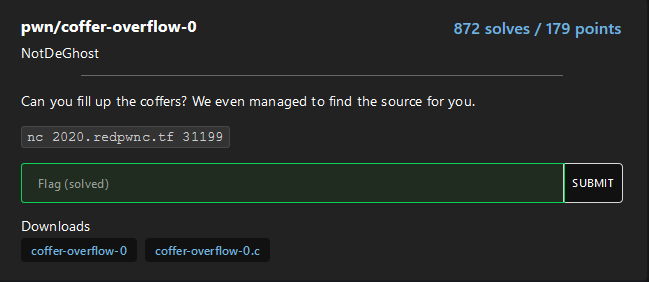 pwn/coffer-overflow-0
872 solves / 179 points
NotDeGhost
Can you fill up the coffers? We even managed to find the source for you.
nc 2020.redpwnc.tf 31199
Flag (solved)
SUBMIT
Downloads
coffer-overflow-0
coffer-overflow-0.c